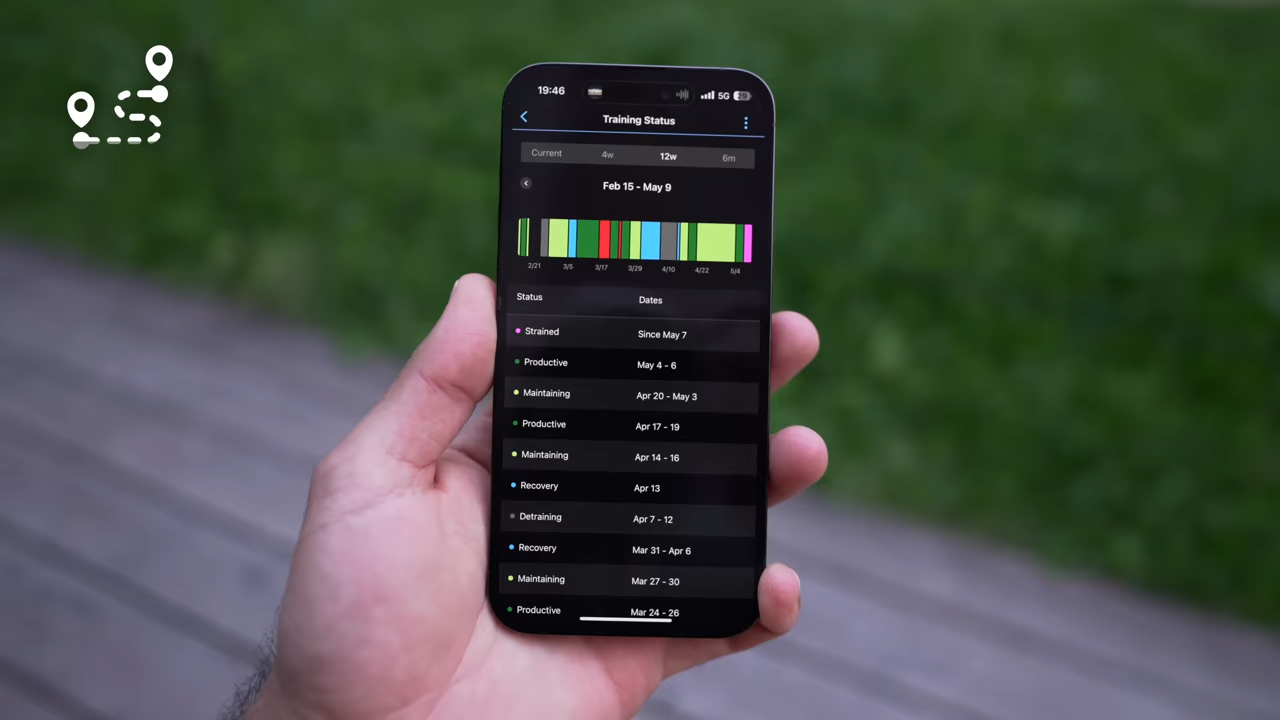 19:46 5G
Training Status
Current 4w 12w 6m
Feb 15 - May 9
2/21 3/5 3/17 3/29 4/10 4/22 5/4
Status Dates
Strained Since May 7
Productive May 4 - 6
Maintaining Apr 20 - May 3
Productive Apr 17 - 19
Maintaining Apr 14 - 16
Recovery Apr 13
Detraining Apr 7 - 12
Recovery Mar 31 - Apr 6
Maintaining Mar 27 - 30
Productive Mar 24 - 26